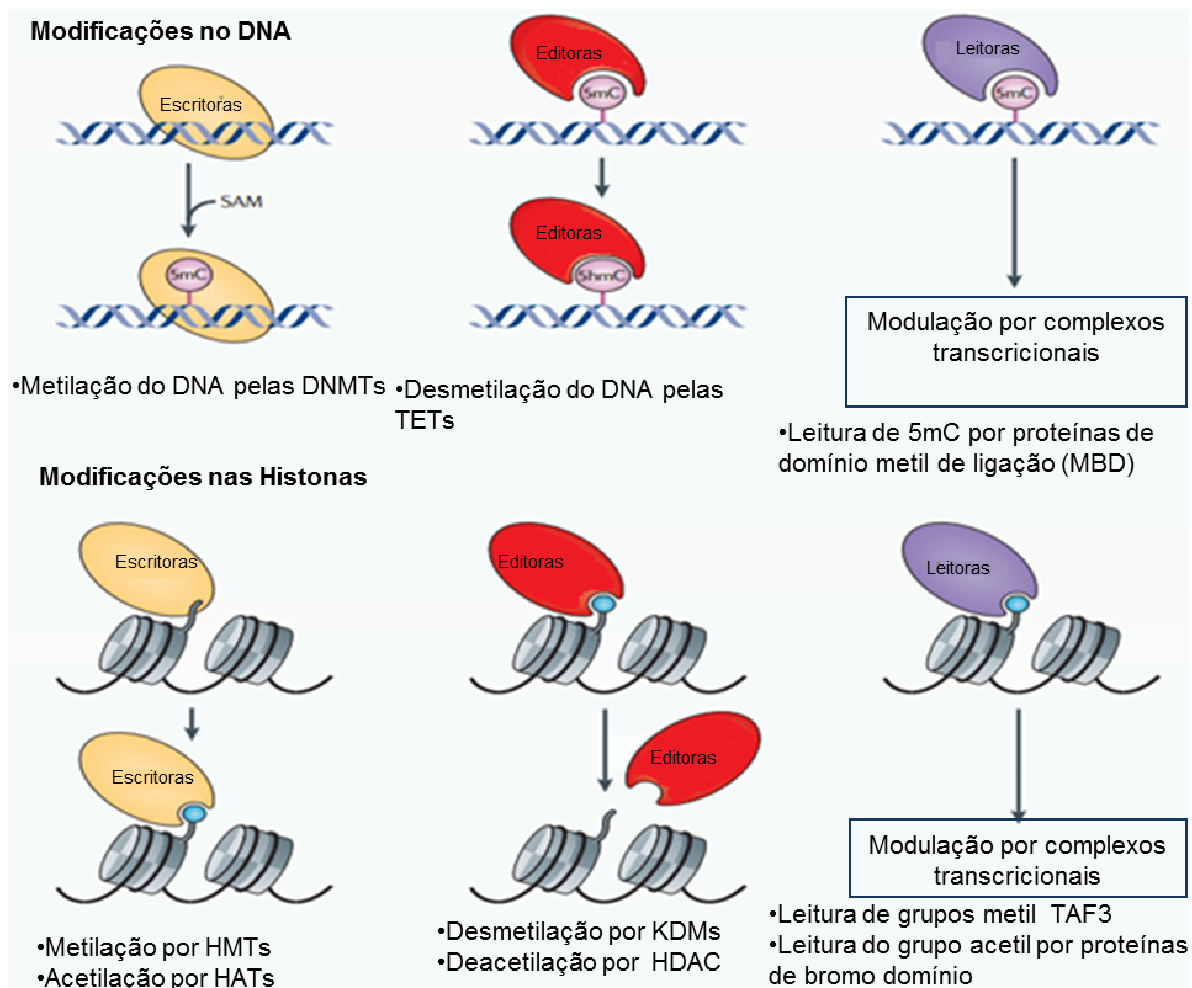 Modificações no DNA
Escritoras
SAM
5mC
•Metilação do DNA pelas DNMTs
Editoras
5mC
Editoras
5hmC
•Desmetilação do DNA pelas
TETs
Leitoras
5mC
Modulação por complexos
transcricionais
•Leitura de 5mC por proteínas de
domínio metil de ligação (MBD)
Modificações nas Histonas
Escritoras
Escritoras
•Metilação por HMTs
•Acetilação por HATs
Editoras
Editoras
•Desmetilação por KDMs
•Deacetilação por HDAC
Leitoras
Modulação por complexos
transcricionais
•Leitura de grupos metil TAF3
•Leitura do grupo acetil por proteínas
de bromo domínio